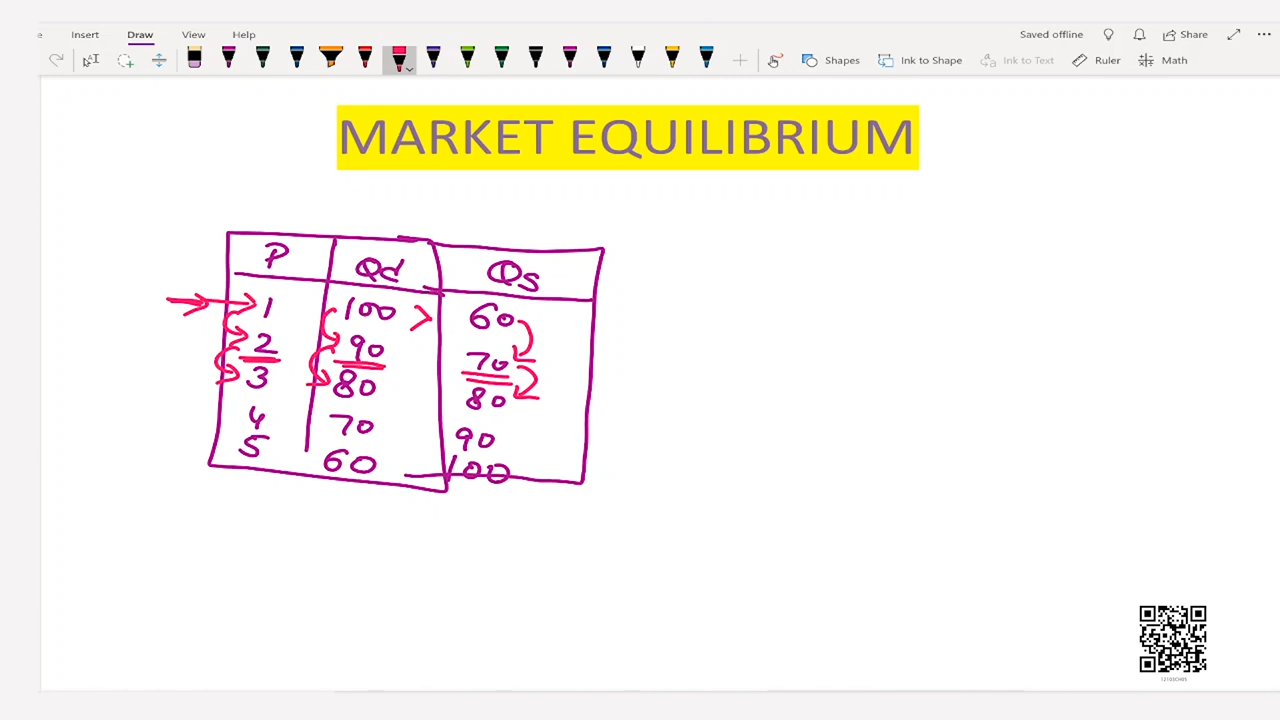 Insert Draw View Help Saved offline Share
Shapes Ink to Shape Ink to Text Ruler Math
MARKET EQUILIBRIUM
P Qd Qs
1 100 > 60
2 90 70
3 80 80
4 70 90
5 60 100
12103CH05